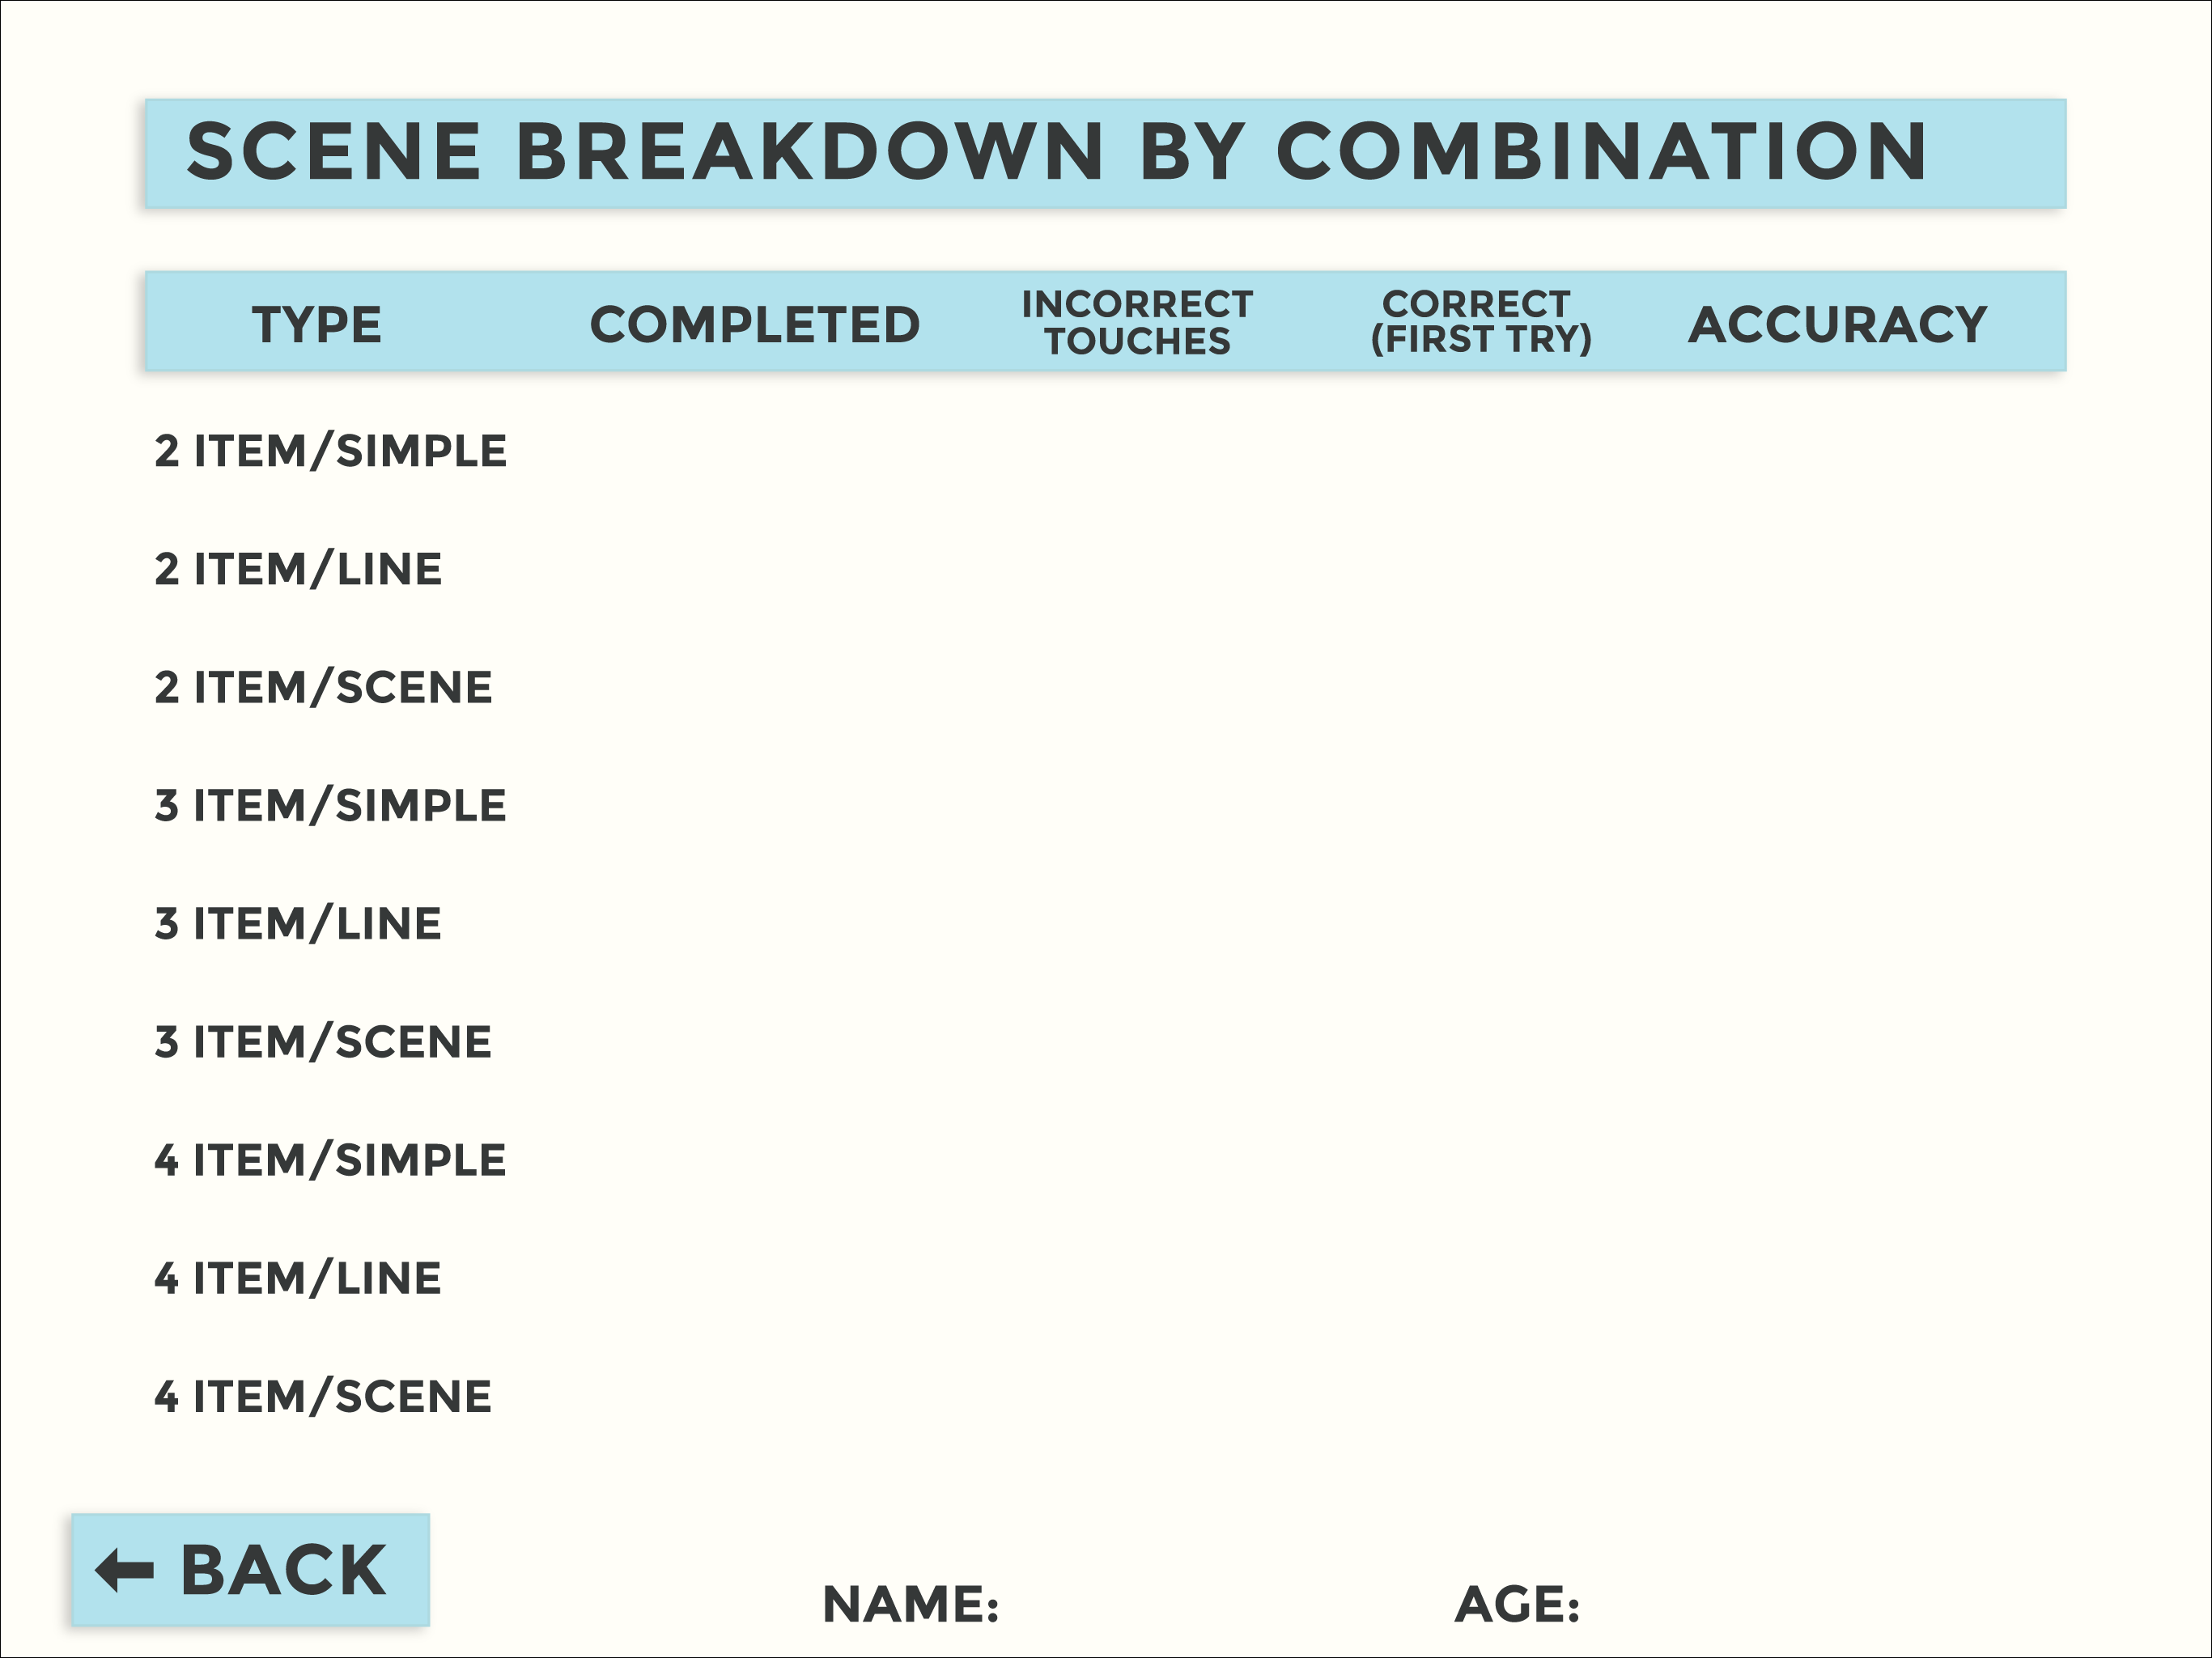 SCENE BREAKDOWN BY COMBINATION
TYPE COMPLETED INCORRECT TOUCHES CORRECT (FIRST TRY) ACCURACY
2 ITEM/SIMPLE
2 ITEM/LINE
2 ITEM/SCENE
3 ITEM/SIMPLE
3 ITEM/LINE
3 ITEM/SCENE
4 ITEM/SIMPLE
4 ITEM/LINE
4 ITEM/SCENE
BACK
NAME: AGE: